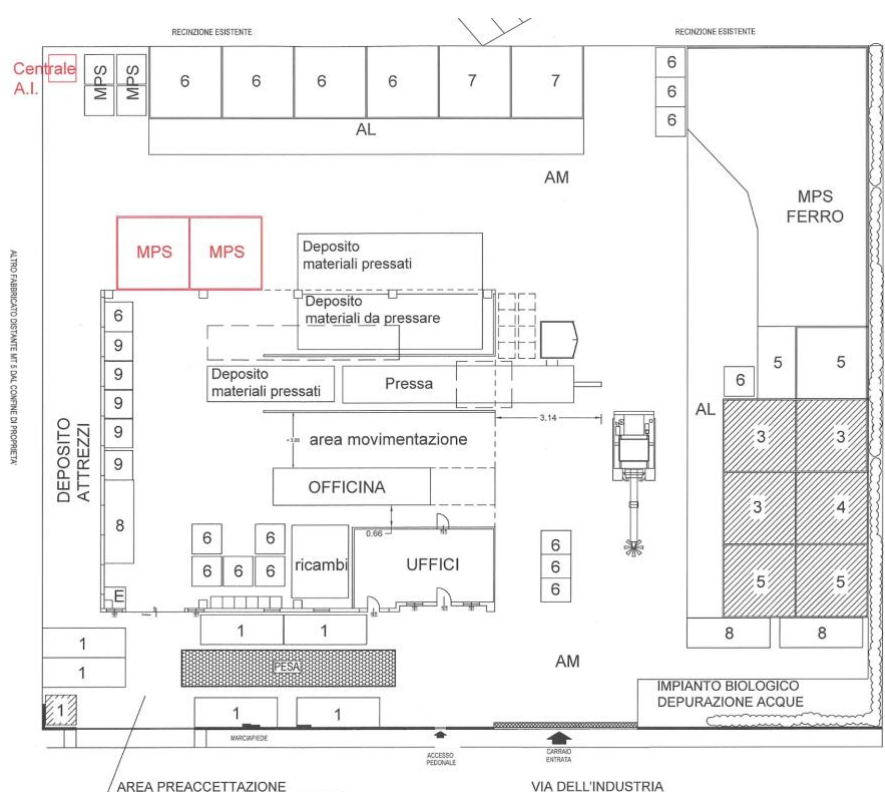 RECINZIONE ESISTENTE
RECINZIONE ESISTENTE
Centrale
A.I.
MPS
MPS
MPS
MPS
6
6
6
6
7
7
6
6
6
AL
AM
MPS
FERRO
MPS
MPS
Deposito
materiali pressati
Deposito
materiali da pressare
ALTRO FABBRICATO DISTANTE MT 5 DAL CONFINE DI PROPRIETA'
6
9
9
9
9
9
8
E
DEPOSITO
ATTREZZI
Deposito
materiali pressati
Pressa
3.14
6
5
5
AL
3
3
3
4
5
5
8
8
area movimentazione
OFFICINA
0.66
6
6
6
6
6
ricambi
UFFICI
6
6
6
1
1
1
1
PESA
1
1
1
AM
IMPIANTO BIOLOGICO
DEPURAZIONE ACQUE
MARCIAPIEDE
ACCESSO
PEDONALE
CARRAIO
ENTRATA
AREA PREACCETTAZIONE
VIA DELL'INDUSTRIA